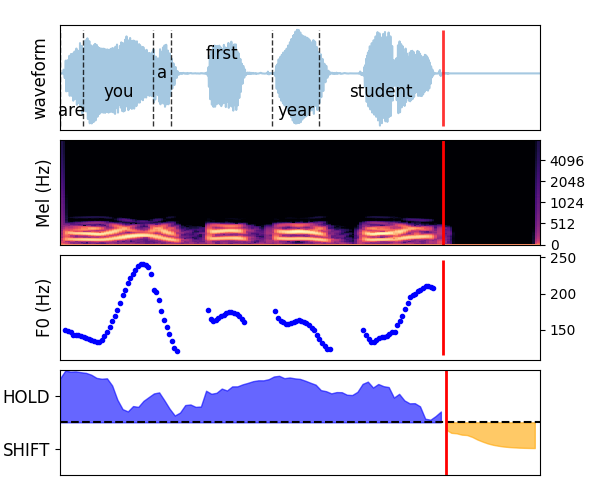 waveform
are
you
a
first
year
student
Mel (Hz)
4096
2048
1024
512
0
F0 (Hz)
250
200
150
HOLD
SHIFT